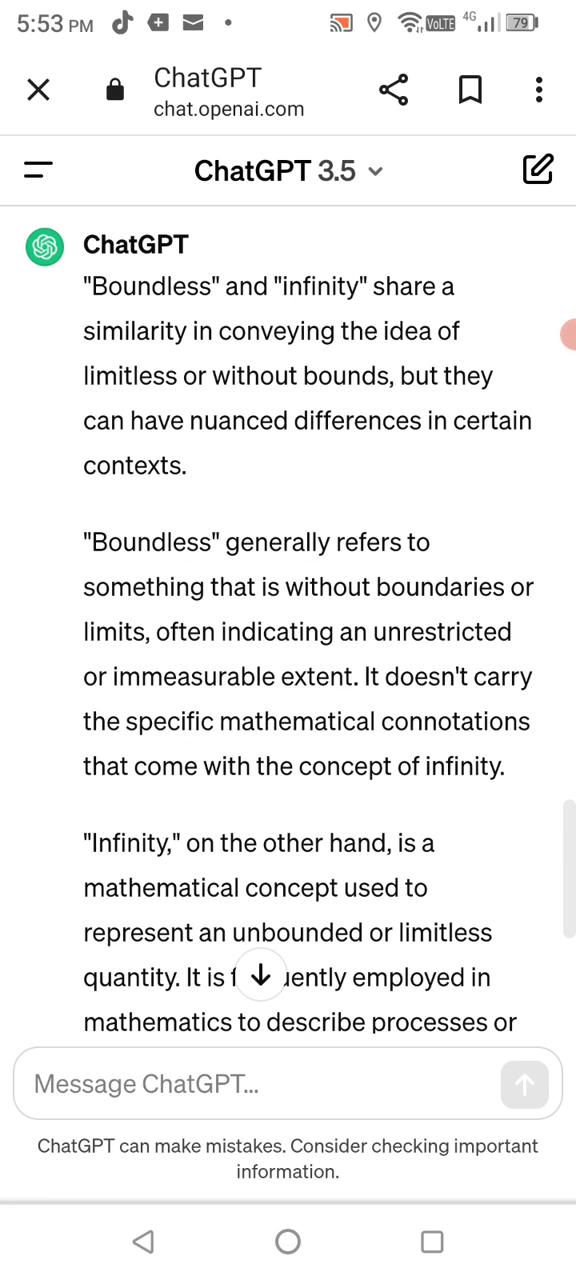 5:53 PM
VoLTE 4G 79
ChatGPT
chat.openai.com
ChatGPT 3.5
ChatGPT
"Boundless" and "infinity" share a
similarity in conveying the idea of
limitless or without bounds, but they
can have nuanced differences in certain
contexts.
"Boundless" generally refers to
something that is without boundaries or
limits, often indicating an unrestricted
or immeasurable extent. It doesn't carry
the specific mathematical connotations
that come with the concept of infinity.
"Infinity," on the other hand, is a
mathematical concept used to
represent an unbounded or limitless
quantity. It is f uently employed in
mathematics to describe processes or
Message ChatGPT...
ChatGPT can make mistakes. Consider checking important
information.